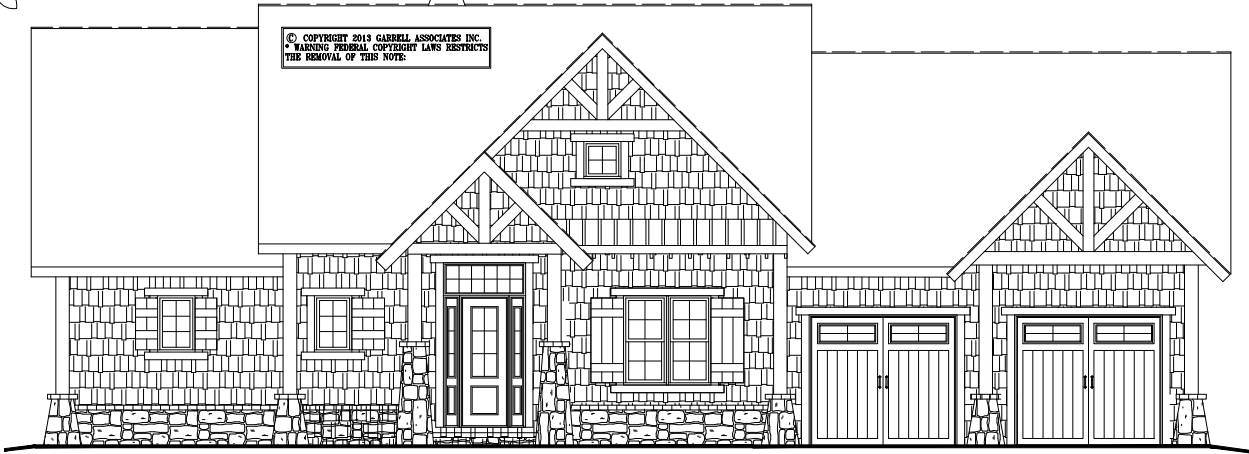 © COPYRIGHT 2013 GARRELL ASSOCIATES INC.
* WARNING FEDERAL COPYRIGHT LAWS RESTRICTS
THE REMOVAL OF THIS NOTE: